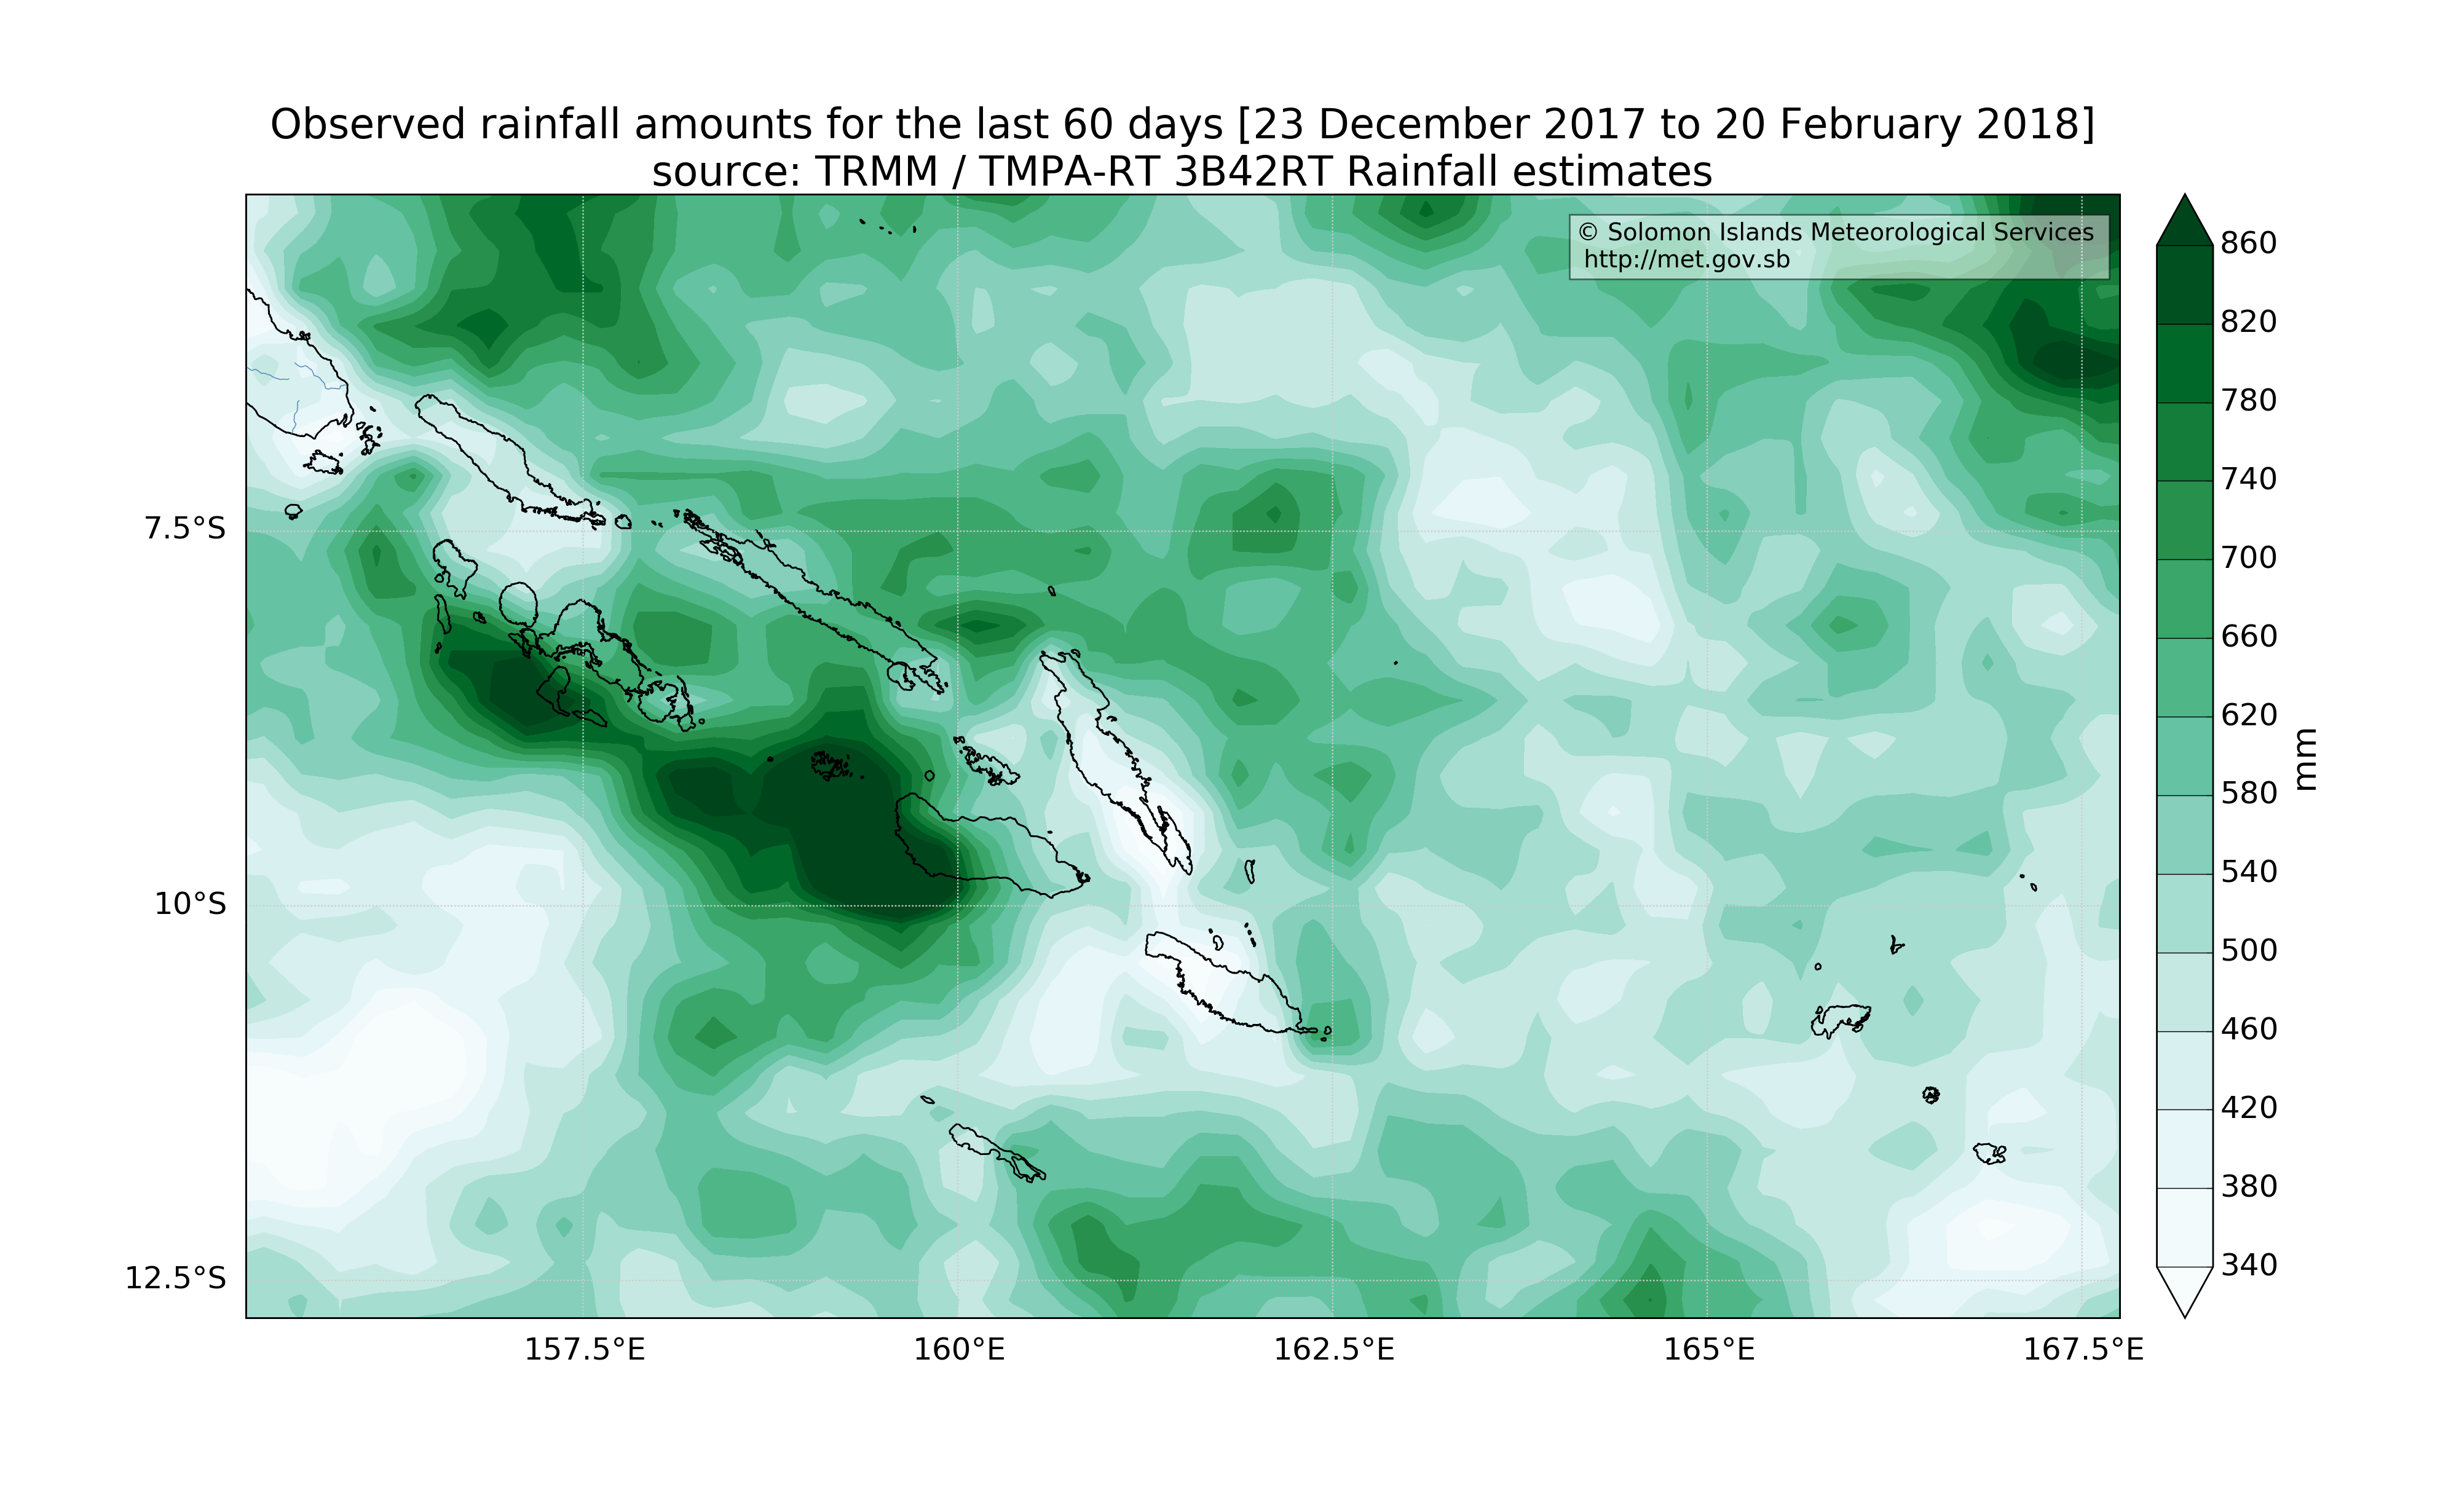 Observed rainfall amounts for the last 60 days [23 December 2017 to 20 February 2018]
source: TRMM / TMPA-RT 3B42RT Rainfall estimates
© Solomon Islands Meteorological Services
http://met.gov.sb
7.5°S
10°S
12.5°S
157.5°E
160°E
162.5°E
165°E
167.5°E
860
820
780
740
700
660
620
580
540
500
460
420
380
340
mm